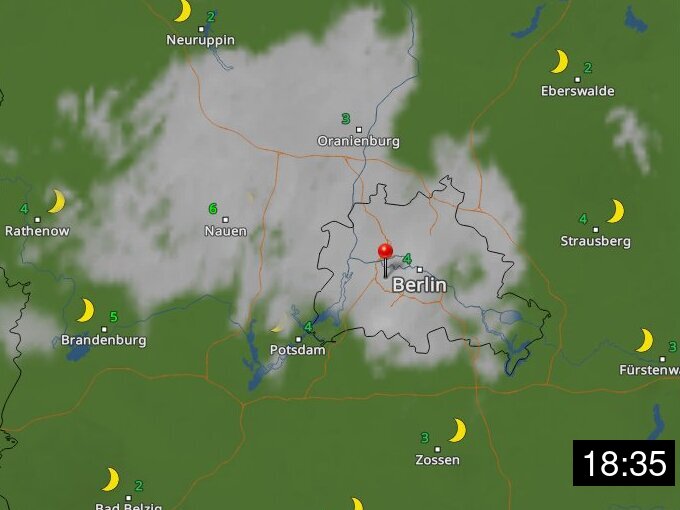 2
Neuruppin
2
Eberswalde
3
Oranienburg
4
Rathenow
6
Nauen
4
Strausberg
4
Berlin
5
Brandenburg
4
Potsdam
3
Fürstenwa
3
Zossen
18:35
2
Bad Belzig